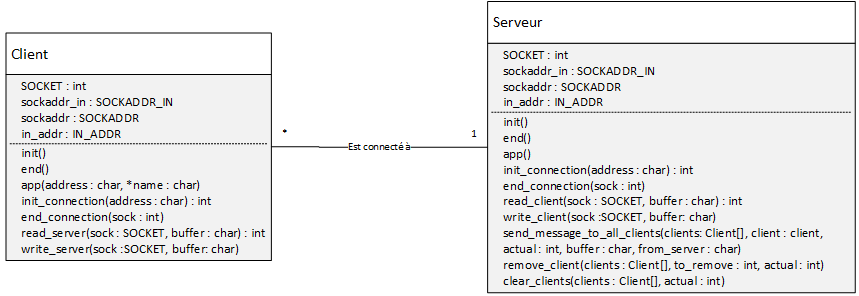 Client
SOCKET : int
sockaddr_in : SOCKADDR_IN
sockaddr : SOCKADDR
in_addr : IN_ADDR
init()
end()
app(address : char, *name : char)
init_connection(address : char) : int
end_connection(sock : int)
read_server(sock : SOCKET, buffer : char) : int
write_server(sock :SOCKET, buffer: char)
* Est connecté à 1
Serveur
SOCKET : int
sockaddr_in : SOCKADDR_IN
sockaddr : SOCKADDR
in_addr : IN_ADDR
init()
end()
app()
init_connection(address : char) : int
end_connection(sock : int)
read_client(sock : SOCKET, buffer : char) : int
write_client(sock :SOCKET, buffer: char)
send_message_to_all_clients(clients: Client[], client : client,
actual : int, buffer : char, from_server : char)
remove_client(clients : Client[], to_remove : int, actual : int)
clear_clients(clients : Client[], actual : int)